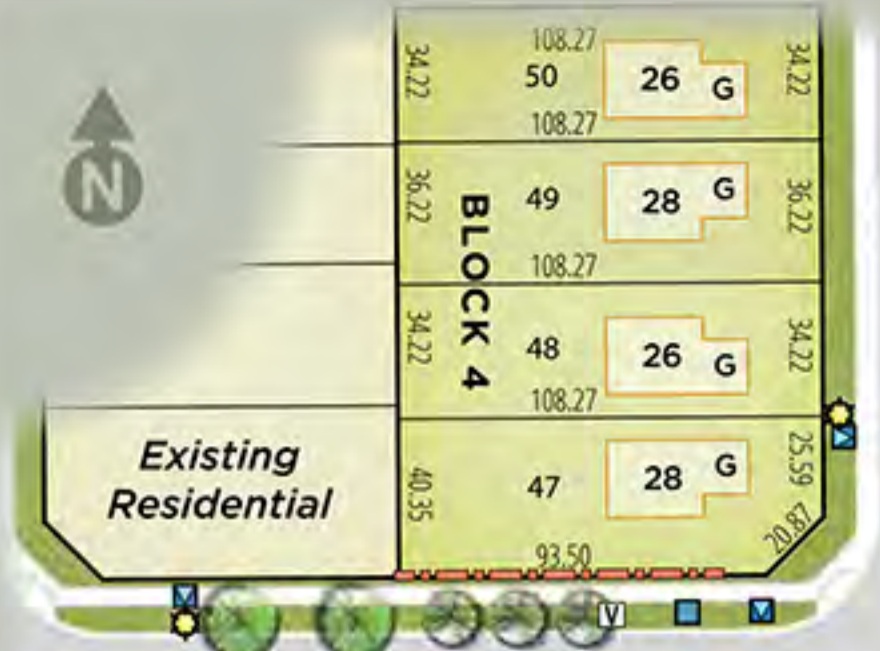 N
34.22
108.27
50
108.27
26
G
34.22
36.22
49
108.27
28
G
36.22
BLOCK 4
34.22
48
108.27
26
G
34.22
Existing
Residential
40.35
47
93.50
28
G
25.59
20.87
V